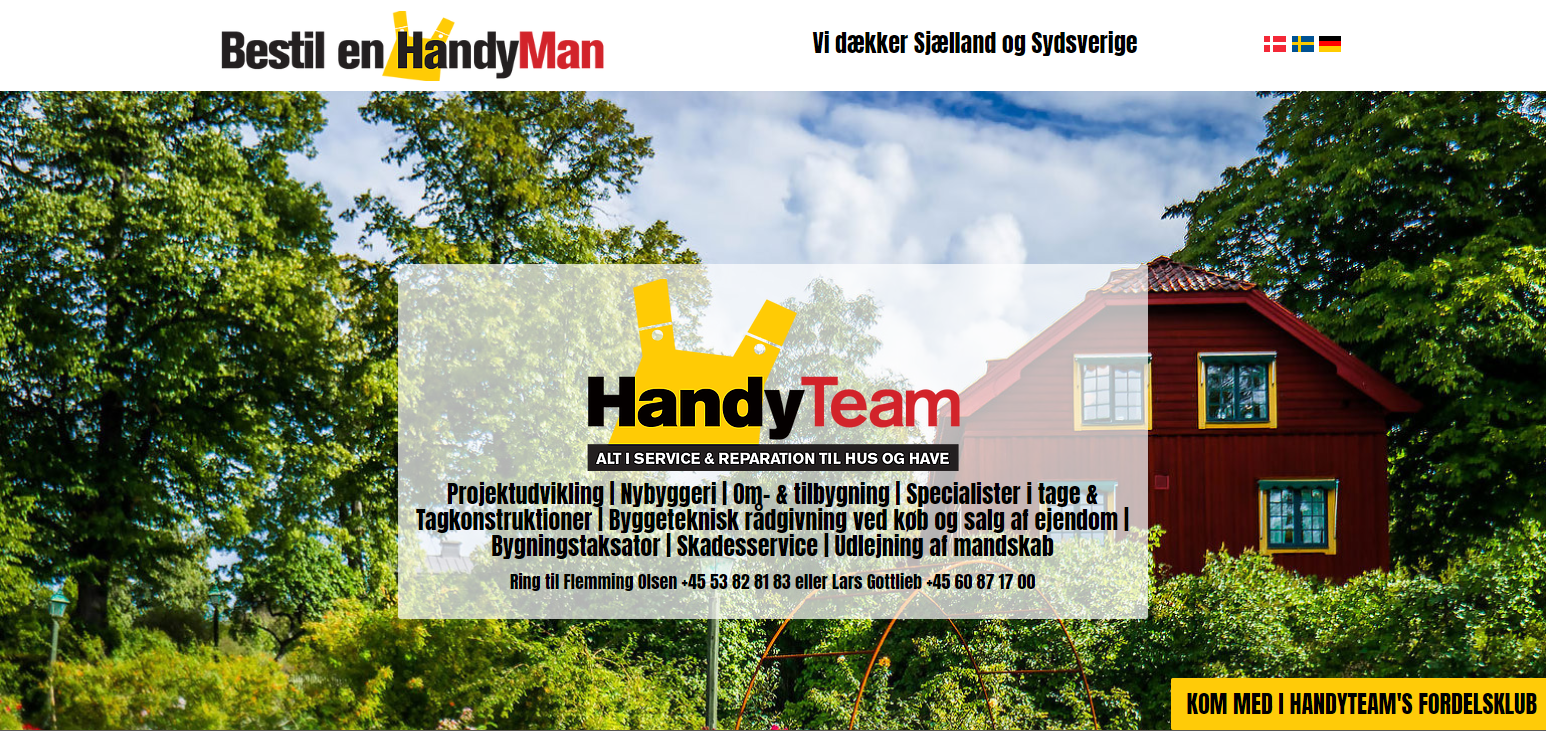 Bestil en HandyMan
Vi dækker Sjælland og Sydsverige
HandyTeam
ALT I SERVICE & REPARATION TIL HUS OG HAVE
Projektudvikling | Nybyggeri | Om- & tilbygning | Specialister i tage &
Tagkonstruktioner | Byggeteknisk rådgivning ved køb og salg af ejendom |
Bygningstaksator | Skadesservice | Udlejning af mandskab
Ring til Flemming Olsen +45 53 82 81 83 eller Lars Gottlieb +45 60 87 17 00
KOM MED I HANDYTEAM'S FORDELSKLUB